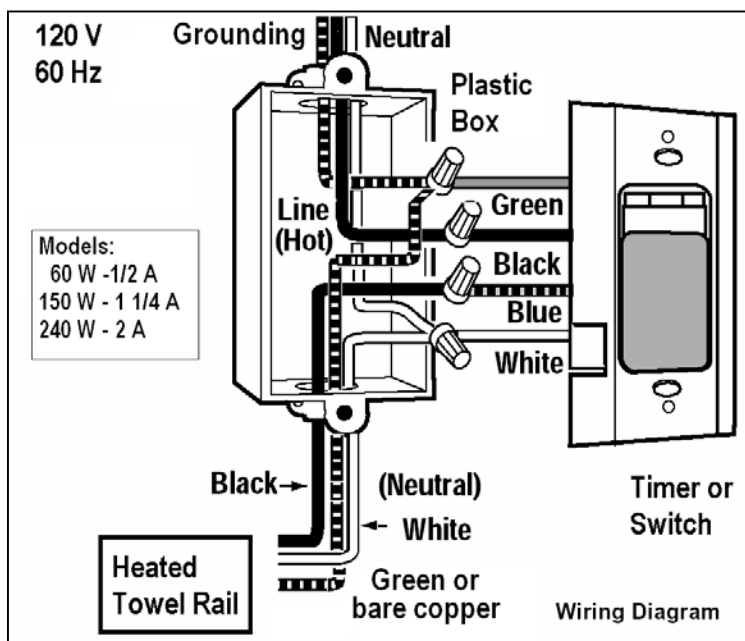 120 V
60 Hz
Grounding
Neutral
Plastic
Box
Line
(Hot)
Green
Black
Blue
White
Models:
60 W -1/2 A
150 W - 1 1/4 A
240 W - 2 A
Black
(Neutral)
White
Timer or
Switch
Heated
Towel Rail
Green or
bare copper
Wiring Diagram